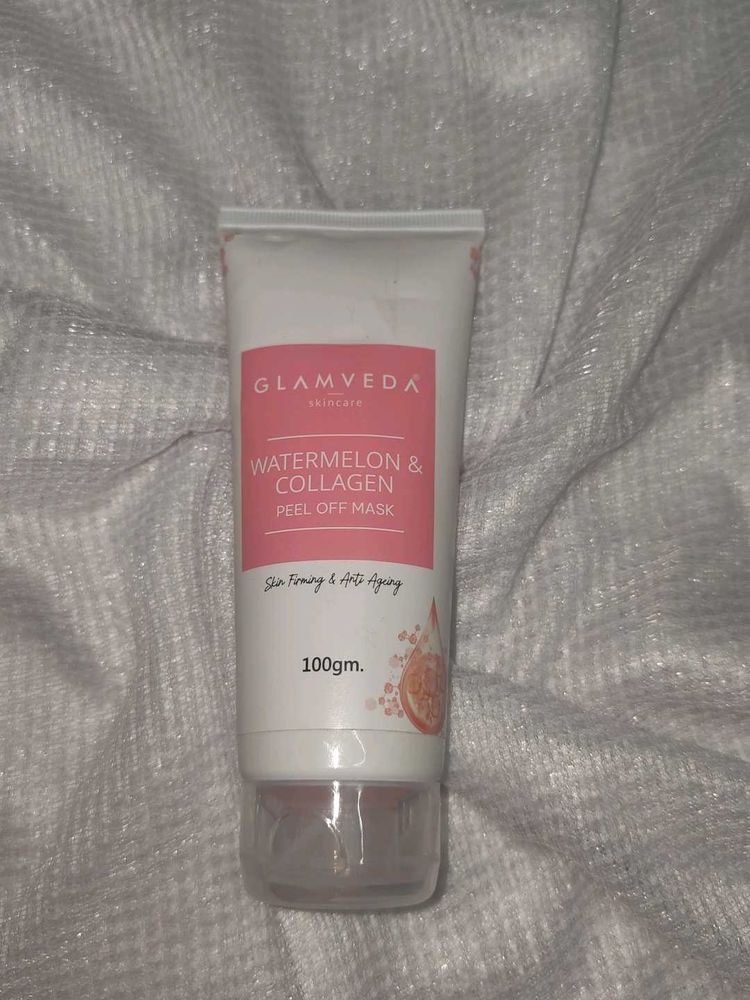 GLAMVEDA®
skincare
WATERMELON &
COLLAGEN
PEEL OFF MASK
Skin Firming & Anti Ageing
100gm.